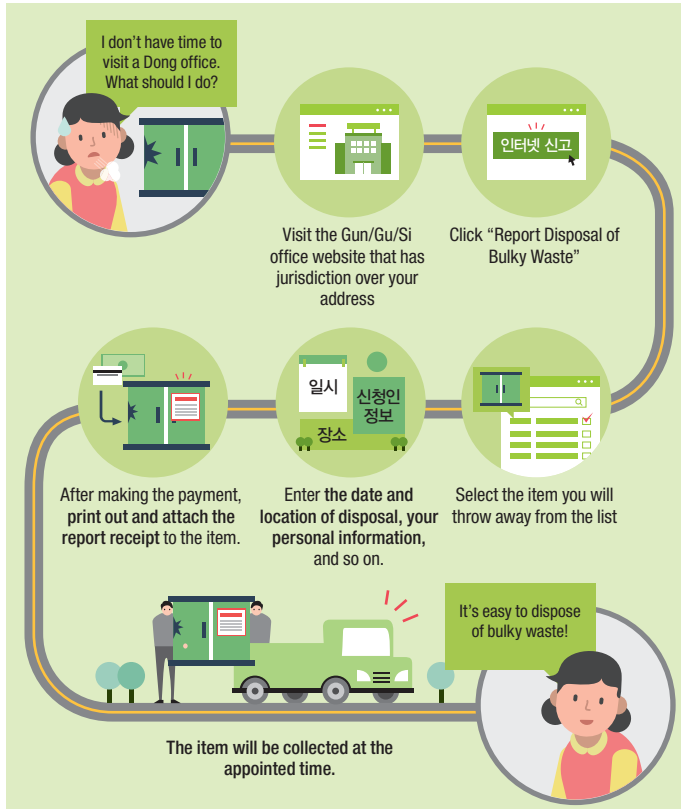 I don't have time to
visit a Dong office.
What should I do?
인터넷 신고
Visit the Gun/Gu/Si
office website that has
jurisdiction over your
address
Click “Report Disposal of
Bulky Waste”
Select the item you will
throw away from the list
일시
신청인
정보
장소
Enter the date and
location of disposal, your
personal information,
and so on.
After making the payment,
print out and attach the
report receipt to the item.
The item will be collected at the
appointed time.
It's easy to dispose
of bulky waste!